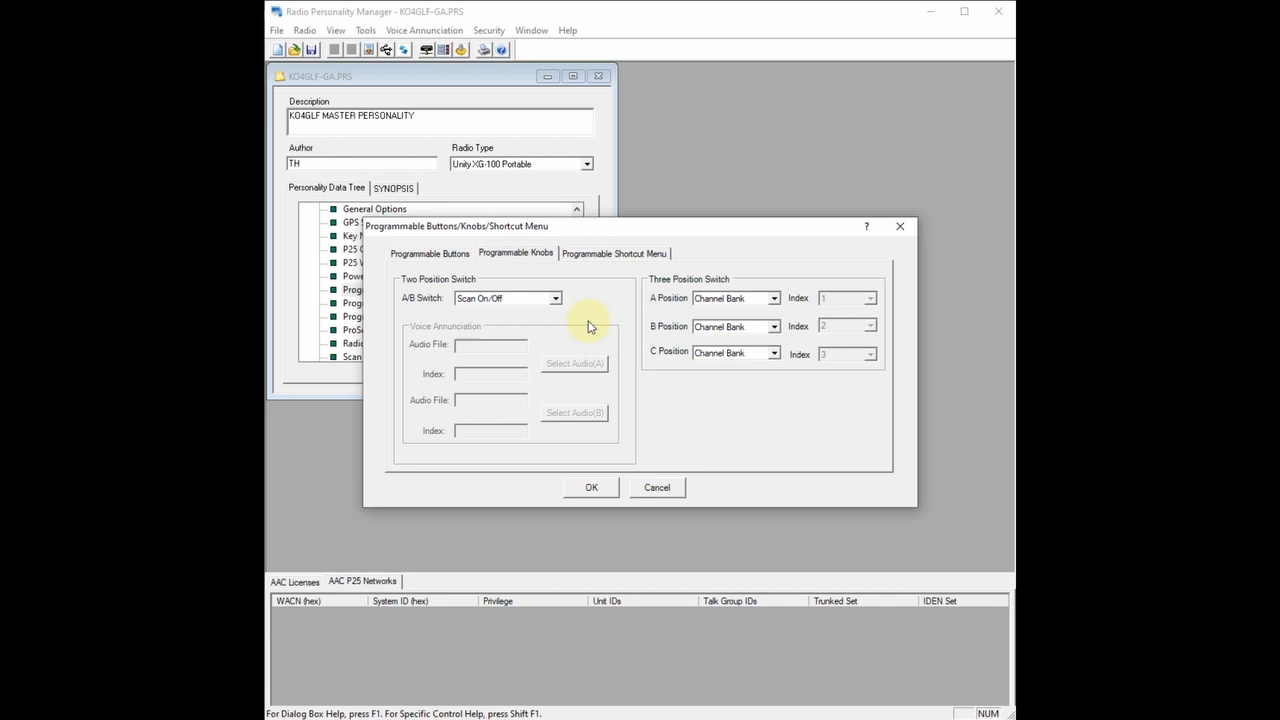 Radio Personality Manager - KO4GLF-GA.PRS
File Radio View Tools Voice Annunciation Security Window Help
KO4GLF-GA.PRS
Description
KO4GLF MASTER PERSONALITY
Author Radio Type
TH Unity XG-100 Portable
Personality Data Tree SYNOPSIS
General Options
GPS
Key
P25
P25
Powe
Prog
Prog
Prog
ProS
Radio
Scan
Programmable Buttons/Knobs/Shortcut Menu
Programmable Buttons Programmable Knobs Programmable Shortcut Menu
Two Position Switch
A/B Switch: Scan On/Off
Voice Annunciation
Audio File:
Select Audio(A)
Index:
Audio File:
Select Audio(B)
Index:
Three Position Switch
A Position Channel Bank Index 1
B Position Channel Bank Index 2
C Position Channel Bank Index 3
OK Cancel
AAC Licenses AAC P25 Networks
WACN (hex) System ID (hex) Privilege Unit IDs Talk Group IDs Trunked Set IDEN Set
For Dialog Box Help, press F1. For Specific Control Help, press Shift F1. NUM